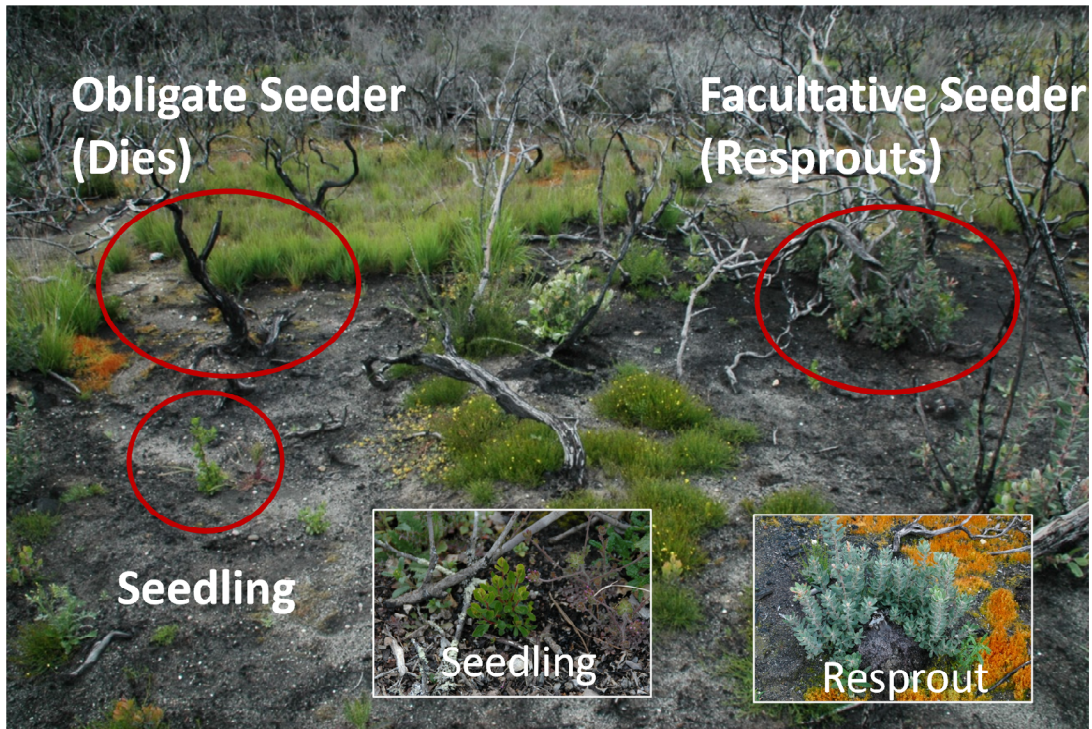 Obligate Seeder
(Dies)
Facultative Seeder
(Resprouts)
Seedling
Seedling
Resprout